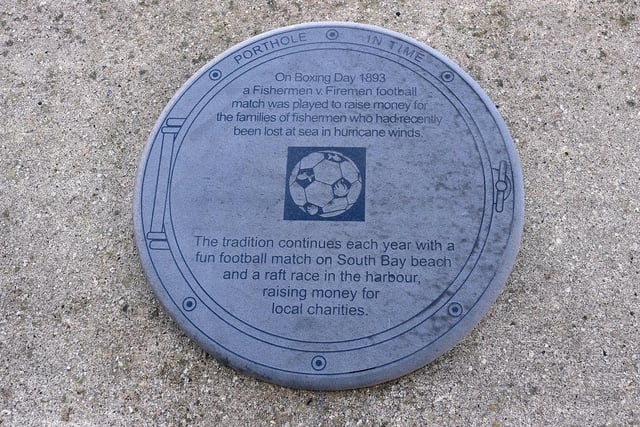 PORTHOLE IN TIME
On Boxing Day 1893
a Fishermen v. Firemen football
match was played to raise money for
the families of fishermen who had recently
been lost at sea in hurricane winds.
The tradition continues each year with a
fun football match on South Bay beach
and a raft race in the harbour,
raising money for
local charities.